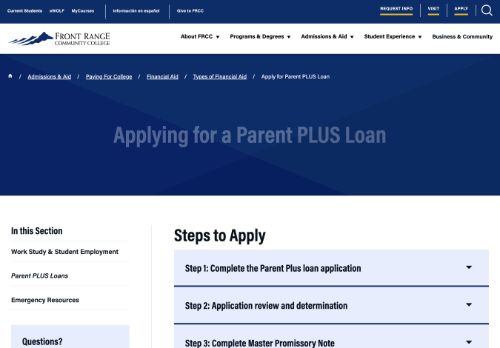 Current Students eWOLF MyCourses Información en español Give to FRCC REQUEST INFO VISIT APPLY
FRONT RANGE
COMMUNITY COLLEGE
About FRCC Programs & Degrees Admissions & Aid Student Experience Business & Community
/ Admissions & Aid / Paying For College / Financial Aid / Types of Financial Aid / Apply for Parent PLUS Loan
Applying for a Parent PLUS Loan
In this Section
Work Study & Student Employment
Parent PLUS Loans
Emergency Resources
Questions?
Steps to Apply
Step 1: Complete the Parent Plus loan application
Step 2: Application review and determination
Step 3: Complete Master Promissory Note